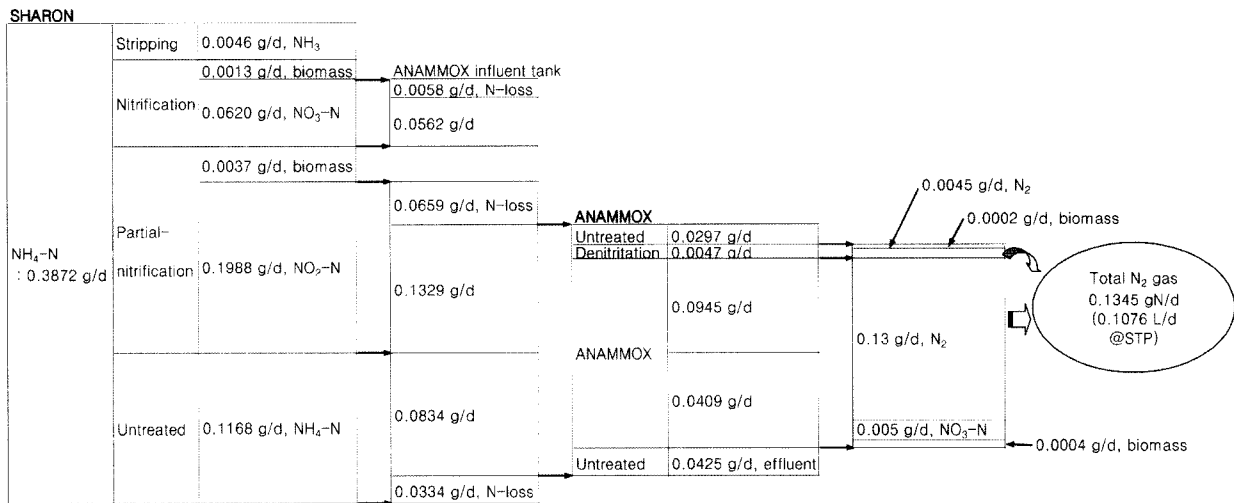 SHARON
NH₄-N
: 0.3872 g/d
Stripping
0.0046 g/d, NH₃
Nitrification
0.0013 g/d, biomass
0.0620 g/d, NO₃-N
Partial-
nitrification
0.0037 g/d, biomass
0.1988 g/d, NO₂-N
Untreated
0.1168 g/d, NH₄-N
ANAMMOX influent tank
0.0058 g/d, N-loss
0.0562 g/d
0.0659 g/d, N-loss
0.1329 g/d
0.0834 g/d
0.0334 g/d, N-loss
ANAMMOX
Untreated
0.0297 g/d
Denitritation
0.0047 g/d
0.0945 g/d
ANAMMOX
0.0409 g/d
Untreated
0.0425 g/d, effluent
0.0045 g/d, N₂
0.0002 g/d, biomass
0.13 g/d, N₂
0.005 g/d, NO₃-N
0.0004 g/d, biomass
Total N₂ gas
0.1345 gN/d
(0.1076 L/d
@STP)